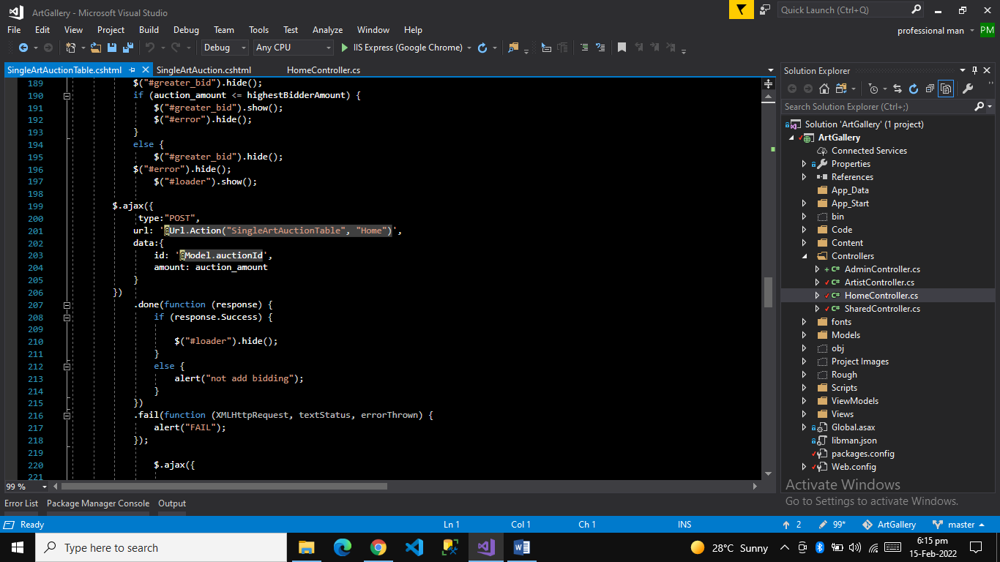 ArtGallery - Microsoft Visual Studio
Quick Launch (Ctrl+Q)
File Edit View Project Build Debug Team Tools Test Analyze Window Help
professional man PM
Debug Any CPU IIS Express (Google Chrome)
SingleArtAuctionTable.cshtml SingleArtAuction.cshtml HomeController.cs
189 $("#greater_bid").hide();
190 if (auction_amount <= highestBidderAmount) {
191 $("#greater_bid").show();
192 $("#error").hide();
193 }
194 else {
195 $("#greater_bid").hide();
196 $("#error").hide();
197 $("#loader").show();
198
199 $.ajax({
200 type:"POST",
201 url: '@Url.Action("SingleArtAuctionTable", "Home")',
202 data:{
203 id: '@Model.auctionId',
204 amount: auction_amount
205 }
206 })
207 .done(function (response) {
208 if (response.Success) {
209
210 $("#loader").hide();
211 }
212 else {
213 alert("not add bidding");
214 }
215 })
216 .fail(function (XMLHttpRequest, textStatus, errorThrown) {
217 alert("FAIL");
218 });
219
220 $.ajax({
221
99 %
Solution Explorer
Search Solution Explorer (Ctrl+;)
Solution 'ArtGallery' (1 project)
ArtGallery
Connected Services
Properties
References
App_Data
App_Start
bin
Code
Content
Controllers
C# AdminController.cs
C# ArtistController.cs
C# HomeController.cs
C# SharedController.cs
fonts
Models
obj
Project Images
Rough
Scripts
ViewModels
Views
Global.asax
libman.json
packages.config
Web.config
Activate Windows
Go to Settings to activate Windows.
Error List Package Manager Console Output
Ready Ln 1 Col 1 Ch 1 INS 2 99* ArtGallery master
Type here to search
28°C Sunny
6:15 pm
15-Feb-2022